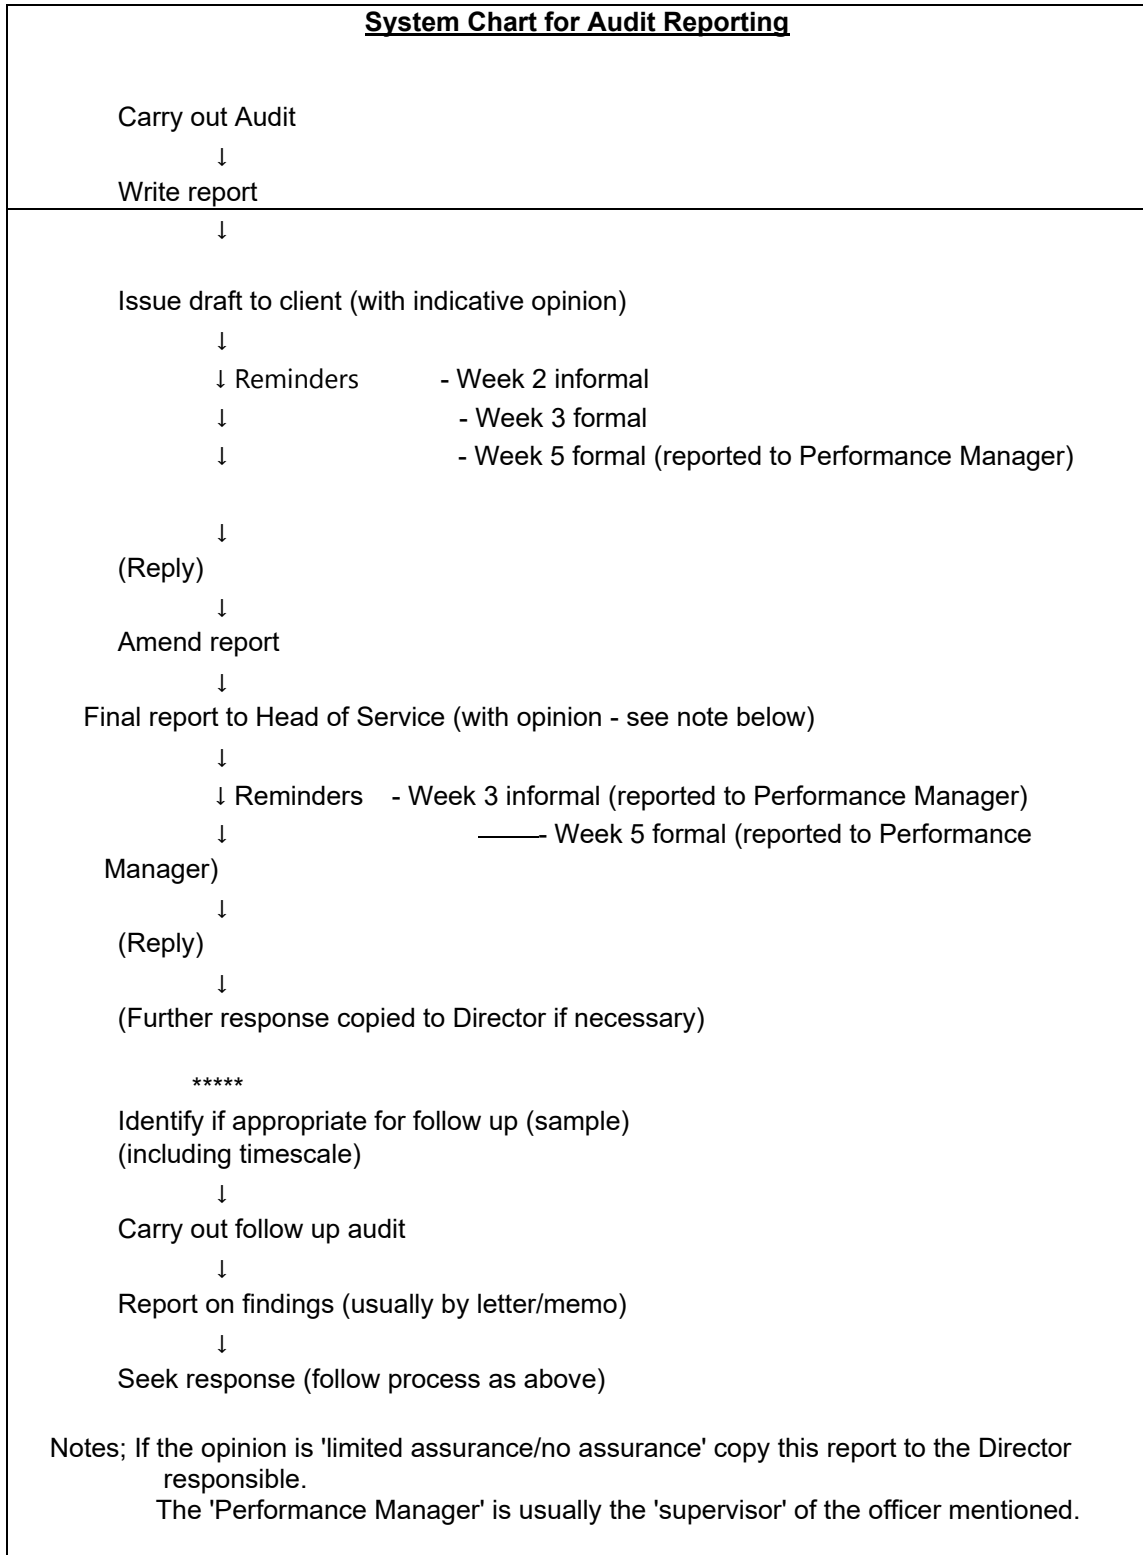 System Chart for Audit Reporting
Carry out Audit
↓
Write report
↓
Issue draft to client (with indicative opinion)
↓
↓ Reminders - Week 2 informal
↓ - Week 3 formal
↓ - Week 5 formal (reported to Performance Manager)
↓
(Reply)
↓
Amend report
↓
Final report to Head of Service (with opinion - see note below)
↓
↓ Reminders - Week 3 informal (reported to Performance Manager)
↓ - Week 5 formal (reported to Performance
Manager)
↓
(Reply)
↓
(Further response copied to Director if necessary)
*****
Identify if appropriate for follow up (sample)
(including timescale)
↓
Carry out follow up audit
↓
Report on findings (usually by letter/memo)
↓
Seek response (follow process as above)
Notes; If the opinion is 'limited assurance/no assurance' copy this report to the Director
responsible.
The 'Performance Manager' is usually the 'supervisor' of the officer mentioned.